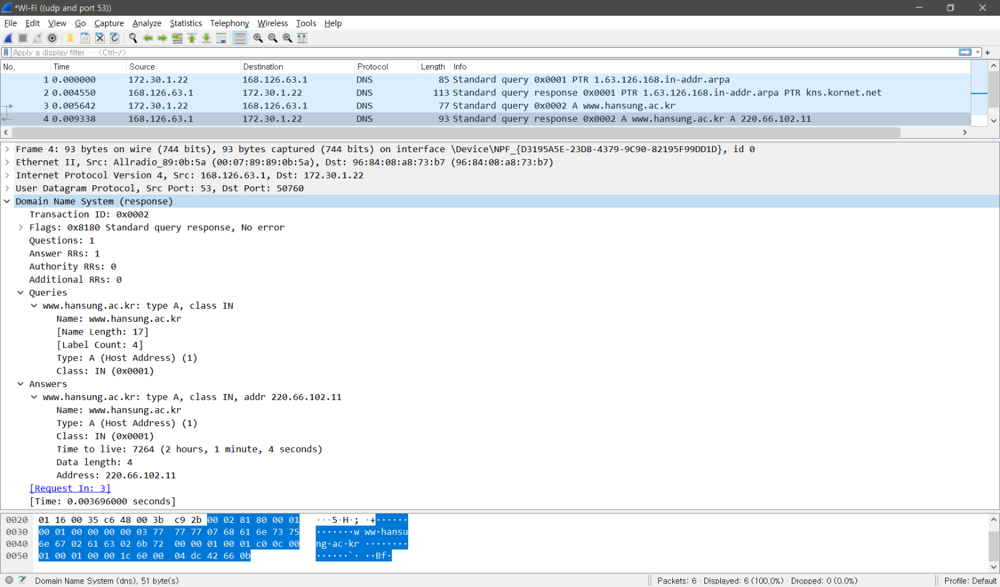 *Wi-Fi ((udp and port 53))
File Edit View Go Capture Analyze Statistics Telephony Wireless Tools Help
Apply a display filter ··· <Ctrl-/>
No. Time Source Destination Protocol Length Info
1 0.000000 172.30.1.22 168.126.63.1 DNS 85 Standard query 0x0001 PTR 1.63.126.168.in-addr.arpa
2 0.004550 168.126.63.1 172.30.1.22 DNS 113 Standard query response 0x0001 PTR 1.63.126.168.in-addr.arpa PTR kns.kornet.net
3 0.005642 172.30.1.22 168.126.63.1 DNS 77 Standard query 0x0002 A www.hansung.ac.kr
4 0.009338 168.126.63.1 172.30.1.22 DNS 93 Standard query response 0x0002 A www.hansung.ac.kr A 220.66.102.11
Frame 4: 93 bytes on wire (744 bits), 93 bytes captured (744 bits) on interface \Device\NPF_{D3195A5E-23D8-4379-9C90-82195F99DD1D}, id 0
Ethernet II, Src: Allradio_89:0b:5a (00:07:89:89:0b:5a), Dst: 96:84:08:a8:73:b7 (96:84:08:a8:73:b7)
Internet Protocol Version 4, Src: 168.126.63.1, Dst: 172.30.1.22
User Datagram Protocol, Src Port: 53, Dst Port: 50760
Domain Name System (response)
Transaction ID: 0x0002
Flags: 0x8180 Standard query response, No error
Questions: 1
Answer RRs: 1
Authority RRs: 0
Additional RRs: 0
Queries
www.hansung.ac.kr: type A, class IN
Name: www.hansung.ac.kr
[Name Length: 17]
[Label Count: 4]
Type: A (Host Address) (1)
Class: IN (0x0001)
Answers
www.hansung.ac.kr: type A, class IN, addr 220.66.102.11
Name: www.hansung.ac.kr
Type: A (Host Address) (1)
Class: IN (0x0001)
Time to live: 7264 (2 hours, 1 minute, 4 seconds)
Data length: 4
Address: 220.66.102.11
[Request In: 3]
[Time: 0.003696000 seconds]
0020 01 16 00 35 c6 48 00 3b c9 2b 00 02 81 80 00 01 ···5·H·; ·+······
0030 00 01 00 00 00 00 03 77 77 77 07 68 61 6e 73 75 ·······w ww·hansu
0040 6e 67 02 61 63 02 6b 72 00 00 01 00 01 c0 0c 00 ng·ac·kr ········
0050 01 00 01 00 00 1c 60 00 04 dc 42 66 0b ······`· ··Bf·
Domain Name System (dns), 51 byte(s) Packets: 6 · Displayed: 6 (100,0%) · Dropped: 0 (0,0%) Profile: Default